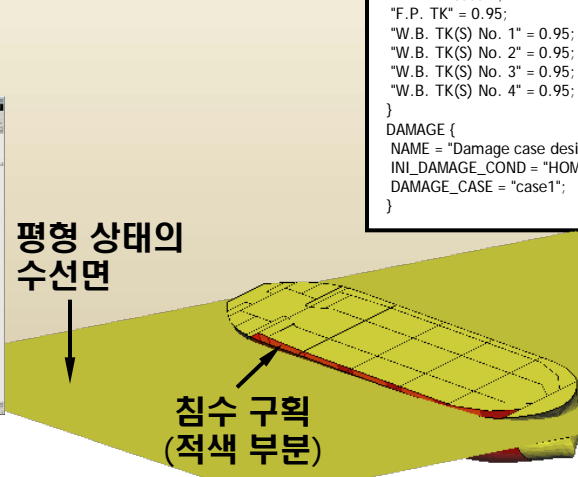 "F.P. TK" = 0.95;
"W.B. TK(S) No. 1" = 0.95;
"W.B. TK(S) No. 2" = 0.95;
"W.B. TK(S) No. 3" = 0.95;
"W.B. TK(S) No. 4" = 0.95;
}
DAMAGE {
NAME = "Damage case
INI_DAMAGE_COND =
DAMAGE_CASE = "case1";
}
평형 상태의
수선면
침수 구획
(적색 부분)